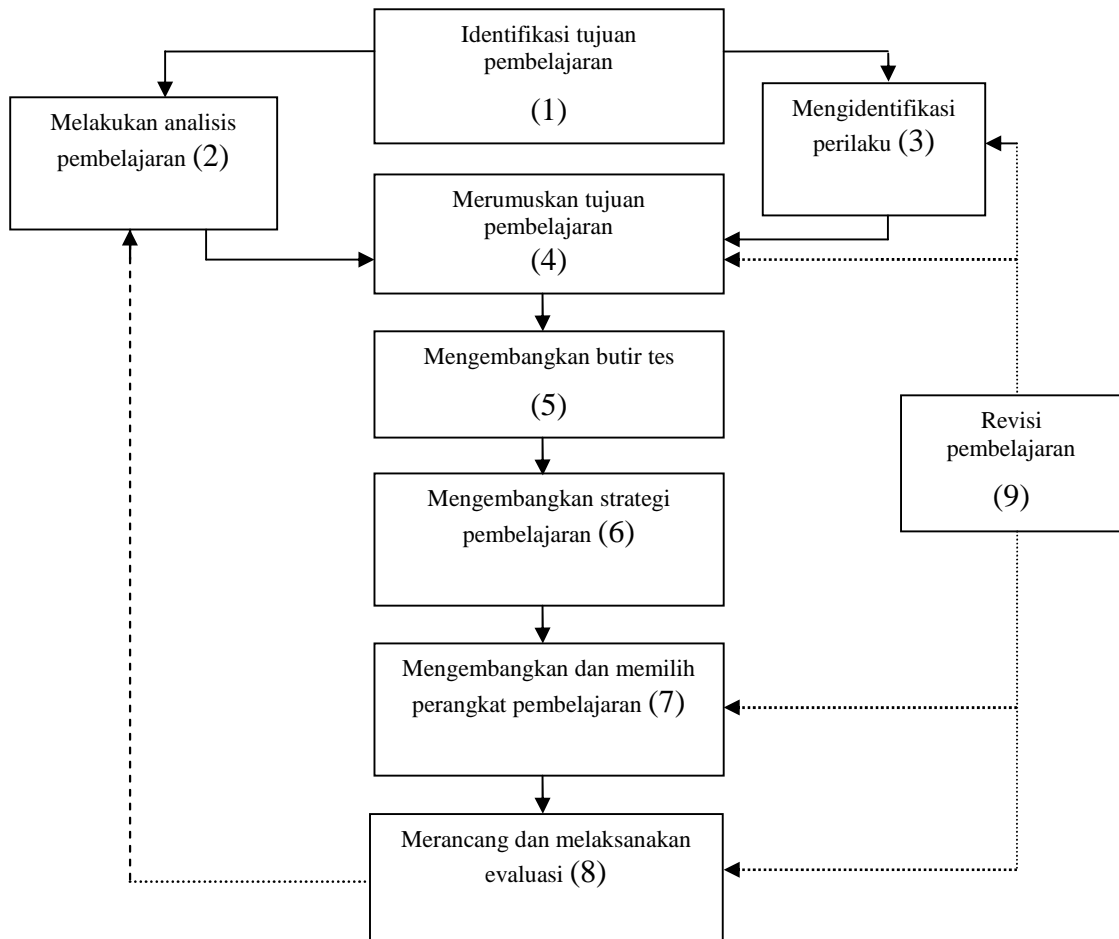 Identifikasi tujuan
pembelajaran
(1)
Melakukan analisis
pembelajaran (2)
Mengidentifikasi
perilaku (3)
Merumuskan tujuan
pembelajaran
(4)
Mengembangkan butir tes
(5)
Mengembangkan strategi
pembelajaran (6)
Revisi
pembelajaran
(9)
Mengembangkan dan memilih
perangkat pembelajaran (7)
Merancang dan melaksanakan
evaluasi (8)